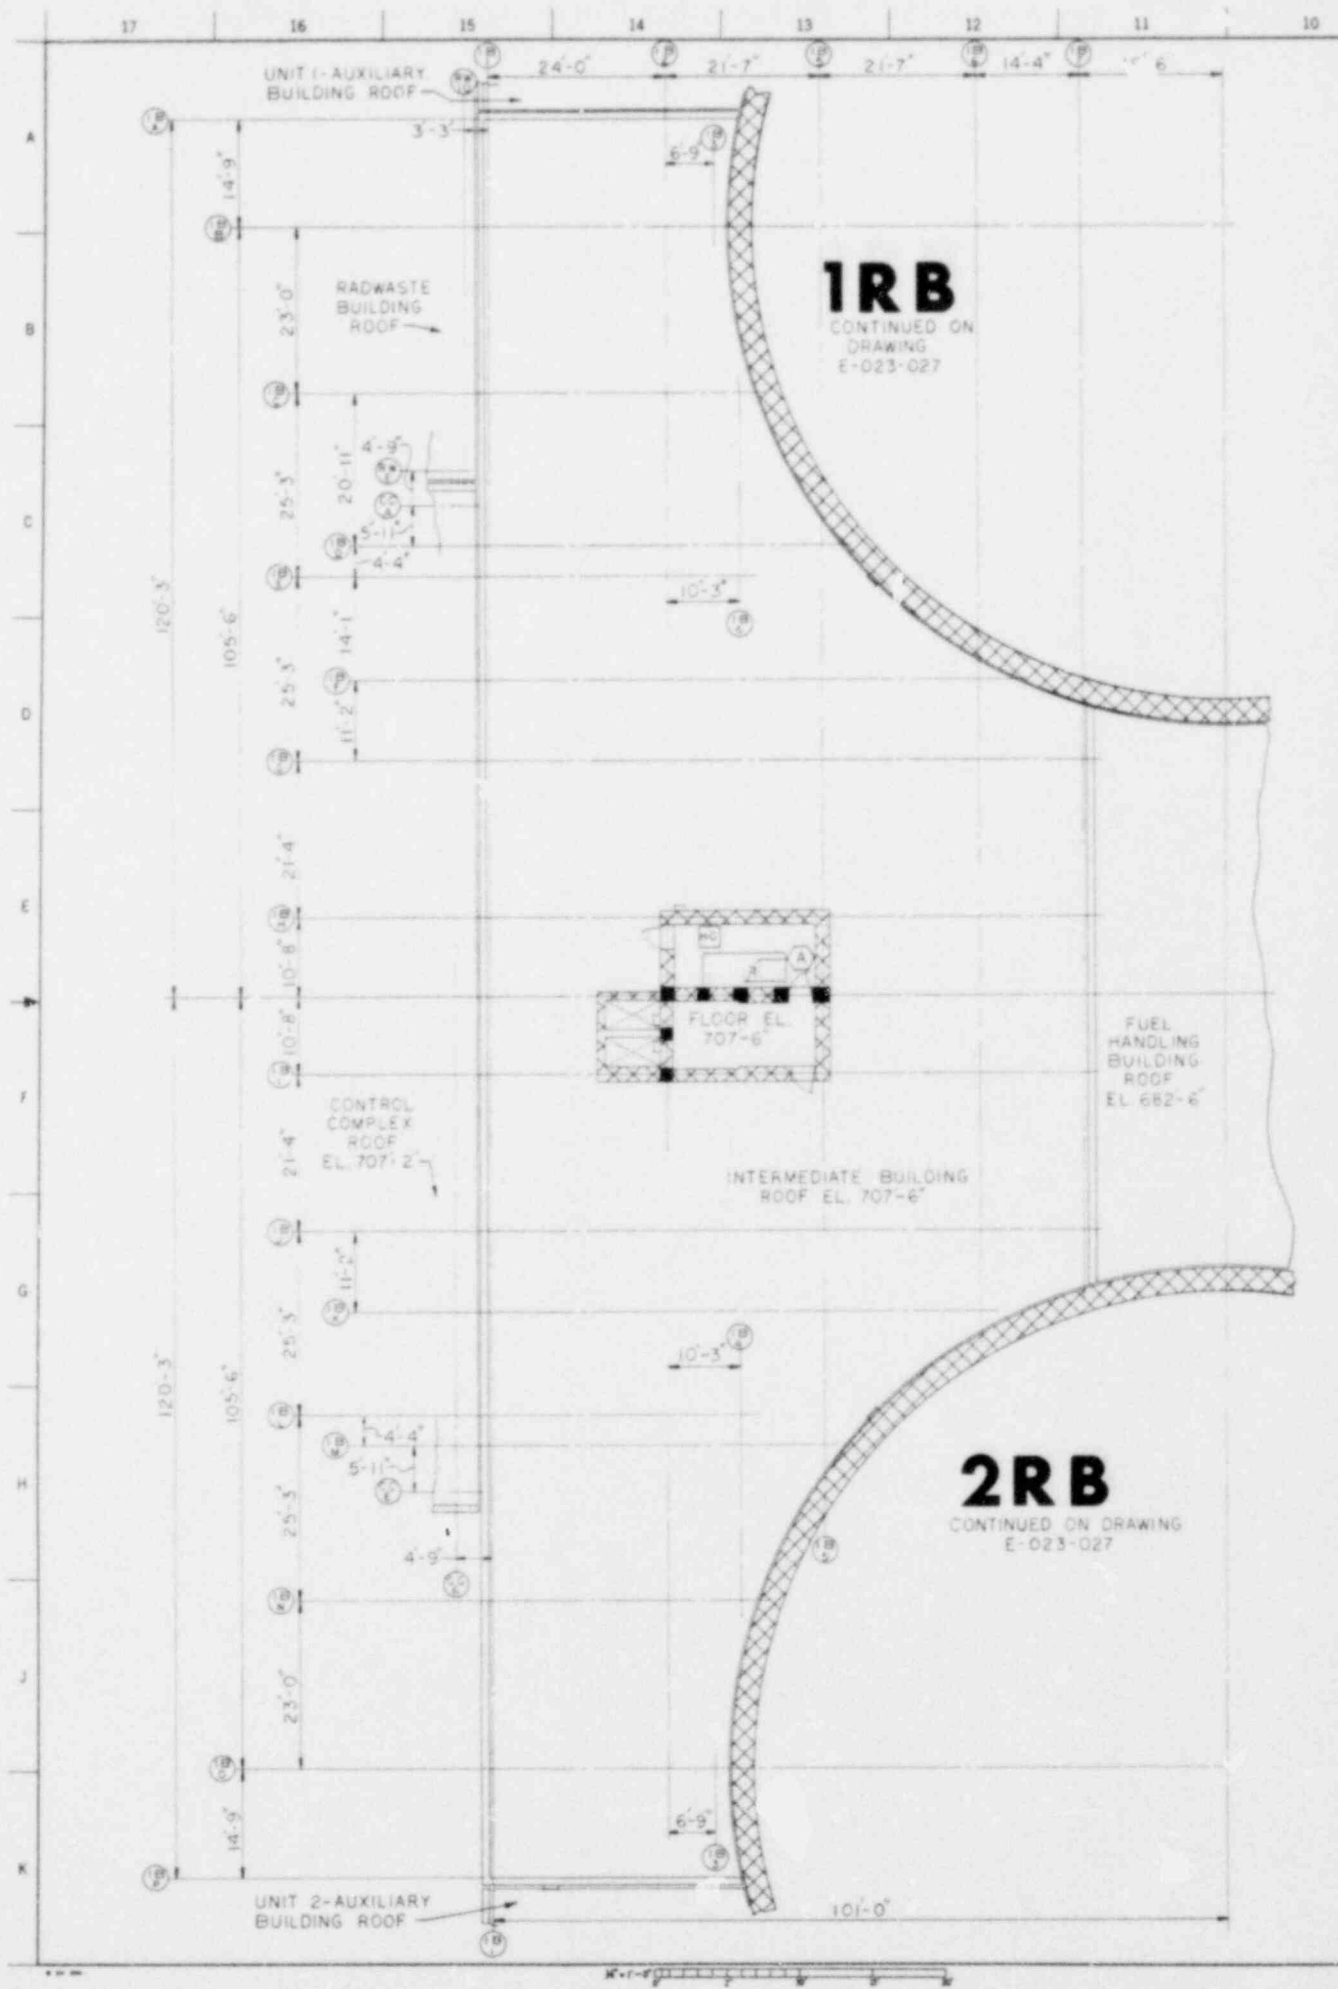 17 16 15 14 13 12 11 10
24'-0" 21'-7" 21'-7" 14'-4"
UNIT 1-AUXILIARY
BUILDING ROOF
A
3'-3"
6'-9"
14'-9"
1RB
CONTINUED ON
DRAWING
E-023-027
RADWASTE
BUILDING
ROOF
B
23'-0"
4'-9"
20'-11"
25'-3"
C
5'-11"
4'-4"
10'-3"
120'-3"
105'-6"
14'-1"
25'-3"
D
11'-2"
21'-4"
E
10'-8"
A
FLOOR EL.
707-6"
10'-8"
FUEL
HANDLING
BUILDING
ROOF
EL 682-6"
F
CONTROL
COMPLEX
ROOF
EL. 707'-2"
21'-4"
INTERMEDIATE BUILDING
ROOF EL. 707-6"
G
11'-2"
25'-3"
10'-3"
120-3"
105'-6"
4'-4"
5'-11"
H
2RB
CONTINUED ON DRAWING
E-023-027
25'-3"
4'-9"
J
23'-0"
6'-9"
14'-9"
K
UNIT 2-AUXILIARY
BUILDING ROOF
101'-0"